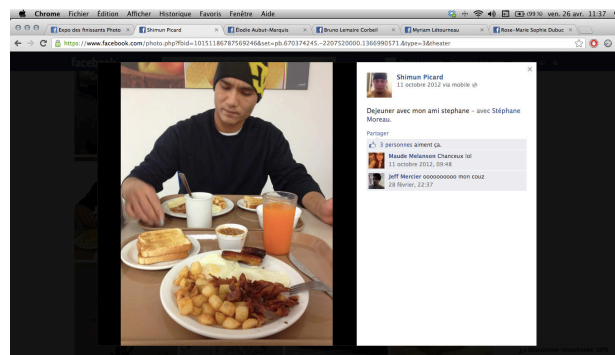 Chrome Fichier Édition Afficher Historique Favoris Fenêtre Aide (99 %) ven. 26 avr. 11:37
Expo des finissants Photo × Shimun Picard × Elodie Aubut-Marquis × Bruno Lemaire Corbeil × Myriam Létourneau × Rose-Marie Sophie Dubuc ×
https://www.facebook.com/photo.php?fbid=10151186787569246&set=pb.670374245.-2207520000.1366990571.&type=3&theater
Shimun Picard
11 octobre 2012 via mobile
Dejeuner avec mon ami stephane – avec Stéphane
Moreau.
Partager
3 personnes aiment ça.
Maude Melanson Chanceux lol
11 octobre 2012, 09:48
Jeff Mercier oooooooooo mon couz
28 février, 22:37